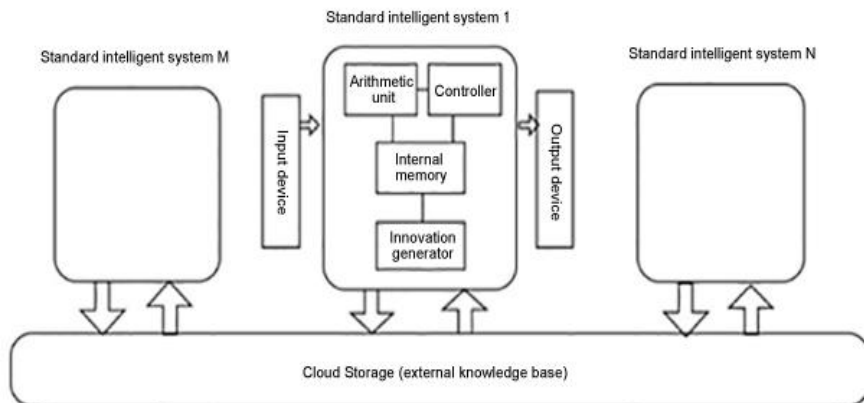 Standard intelligent system 1
Standard intelligent system M
Standard intelligent system N
Input device
Arithmetic
unit
Controller
Internal
memory
Innovation
generator
Output device
Cloud Storage (external knowledge base)